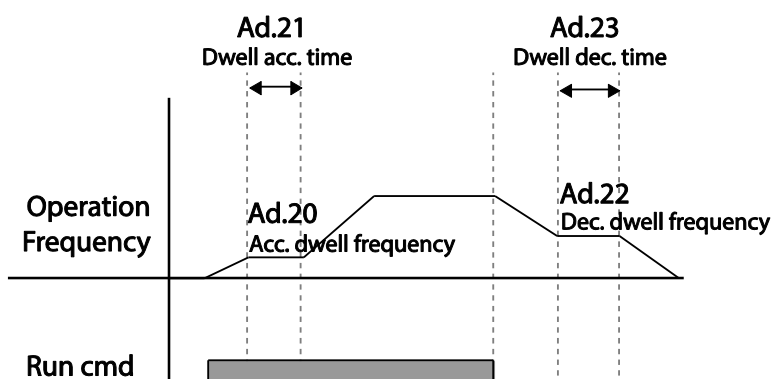 Ad.21
Dwell acc. time
Ad.23
Dwell dec. time
Operation
Frequency
Ad.20
Acc. dwell frequency
Ad.22
Dec. dwell frequency
Run cmd